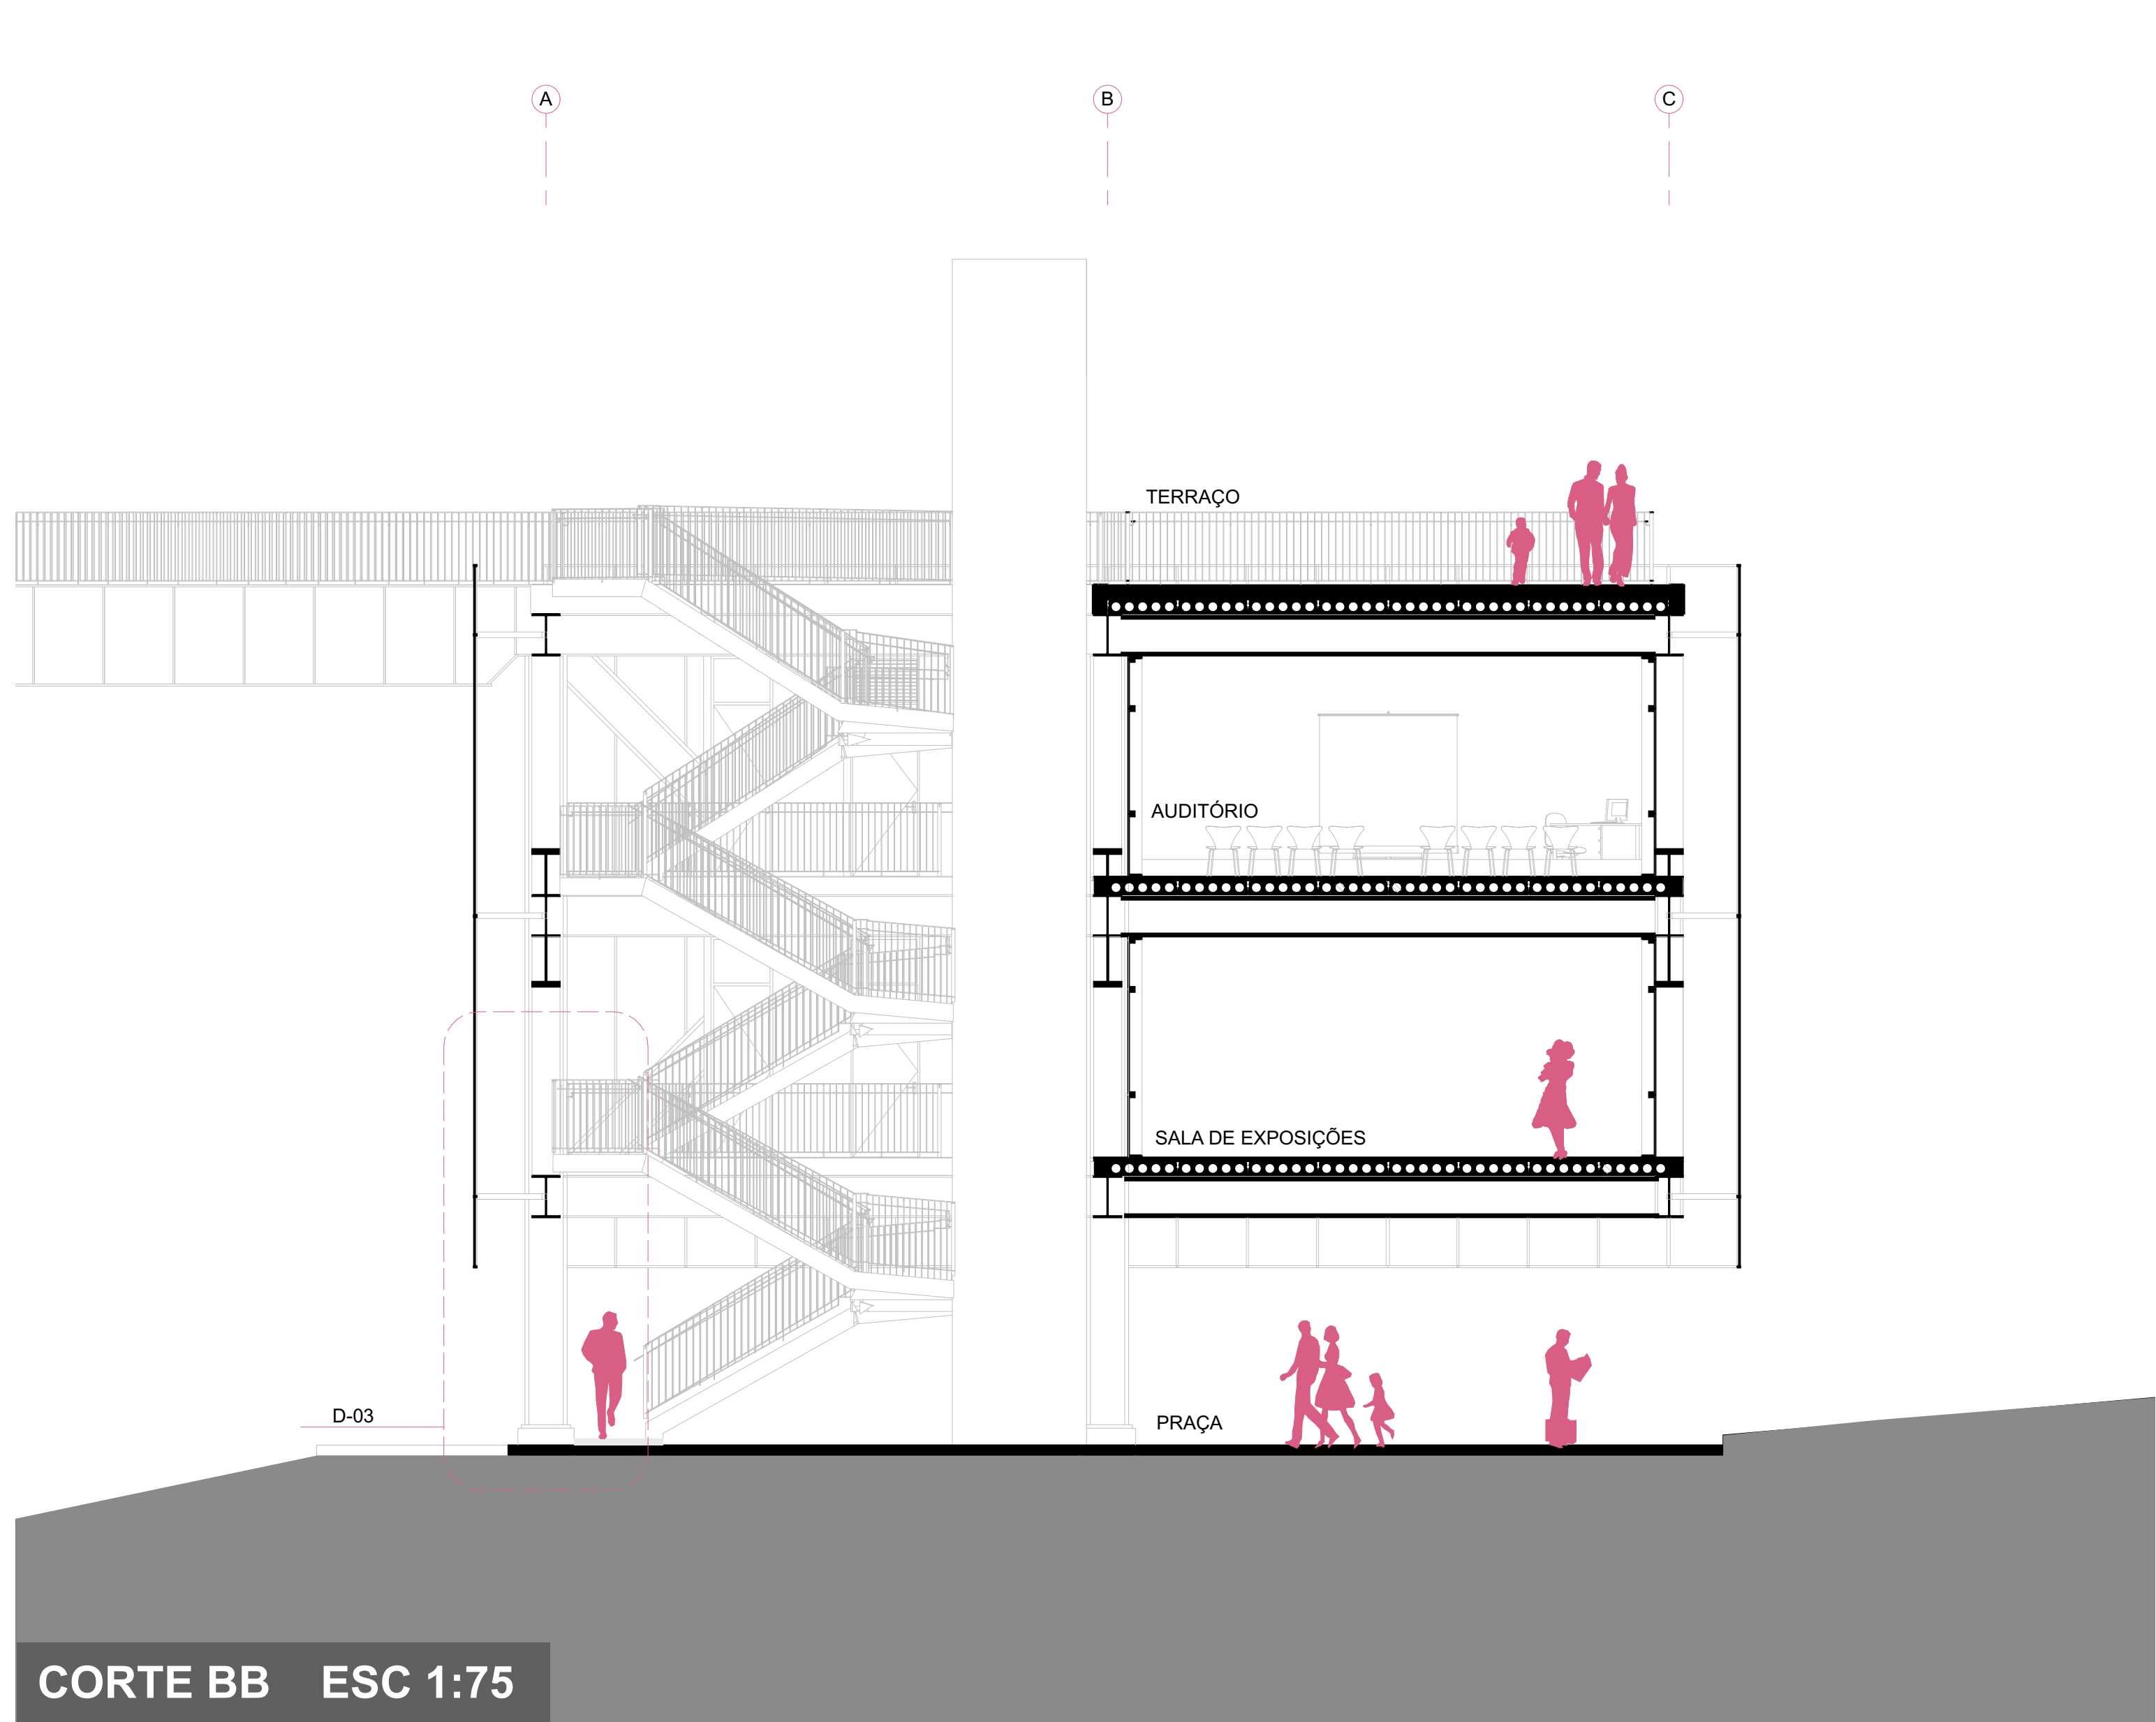 A
B
C
TERRAÇO
AUDITÓRIO
SALA DE EXPOSIÇÕES
D-03
PRAÇA
CORTE BB ESC 1:75